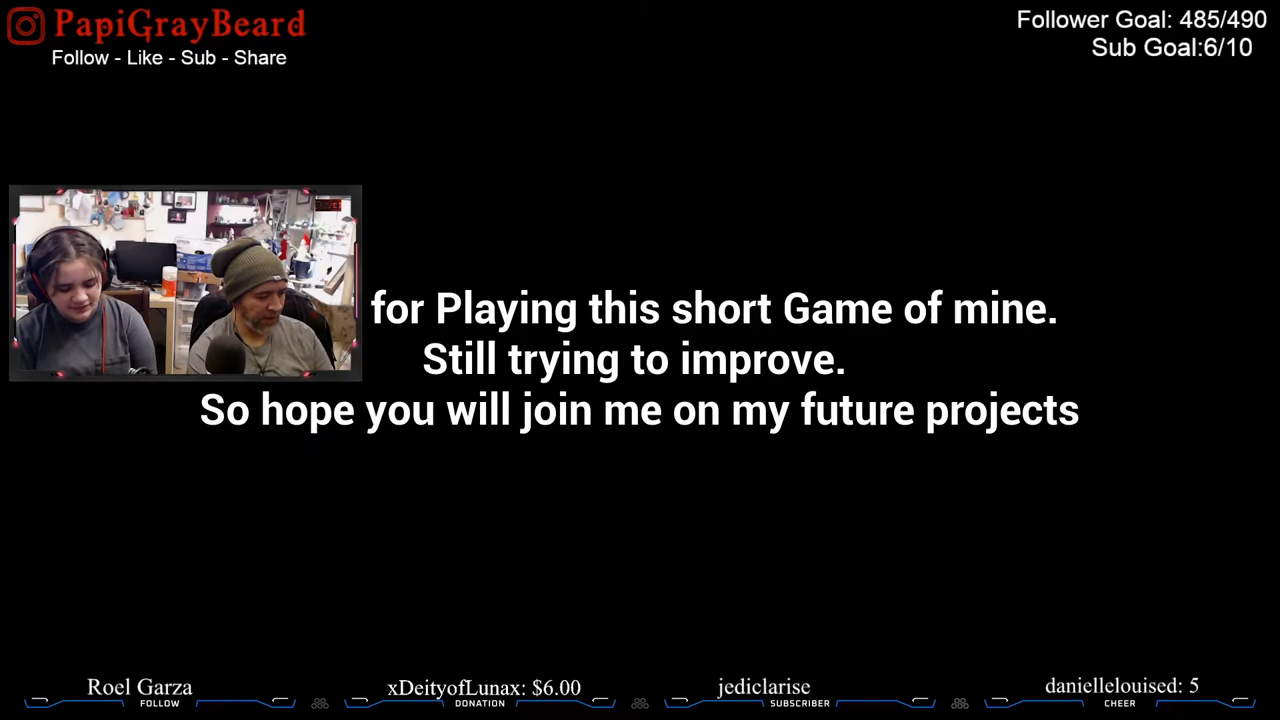 PapiGrayBeard
Follow - Like - Sub - Share
Follower Goal: 485/490
Sub Goal:6/10
for Playing this short Game of mine.
Still trying to improve.
So hope you will join me on my future projects
Roel Garza
FOLLOW
xDeityofLunax: $6.00
DONATION
jediclarise
SUBSCRIBER
daniellelouised: 5
CHEER